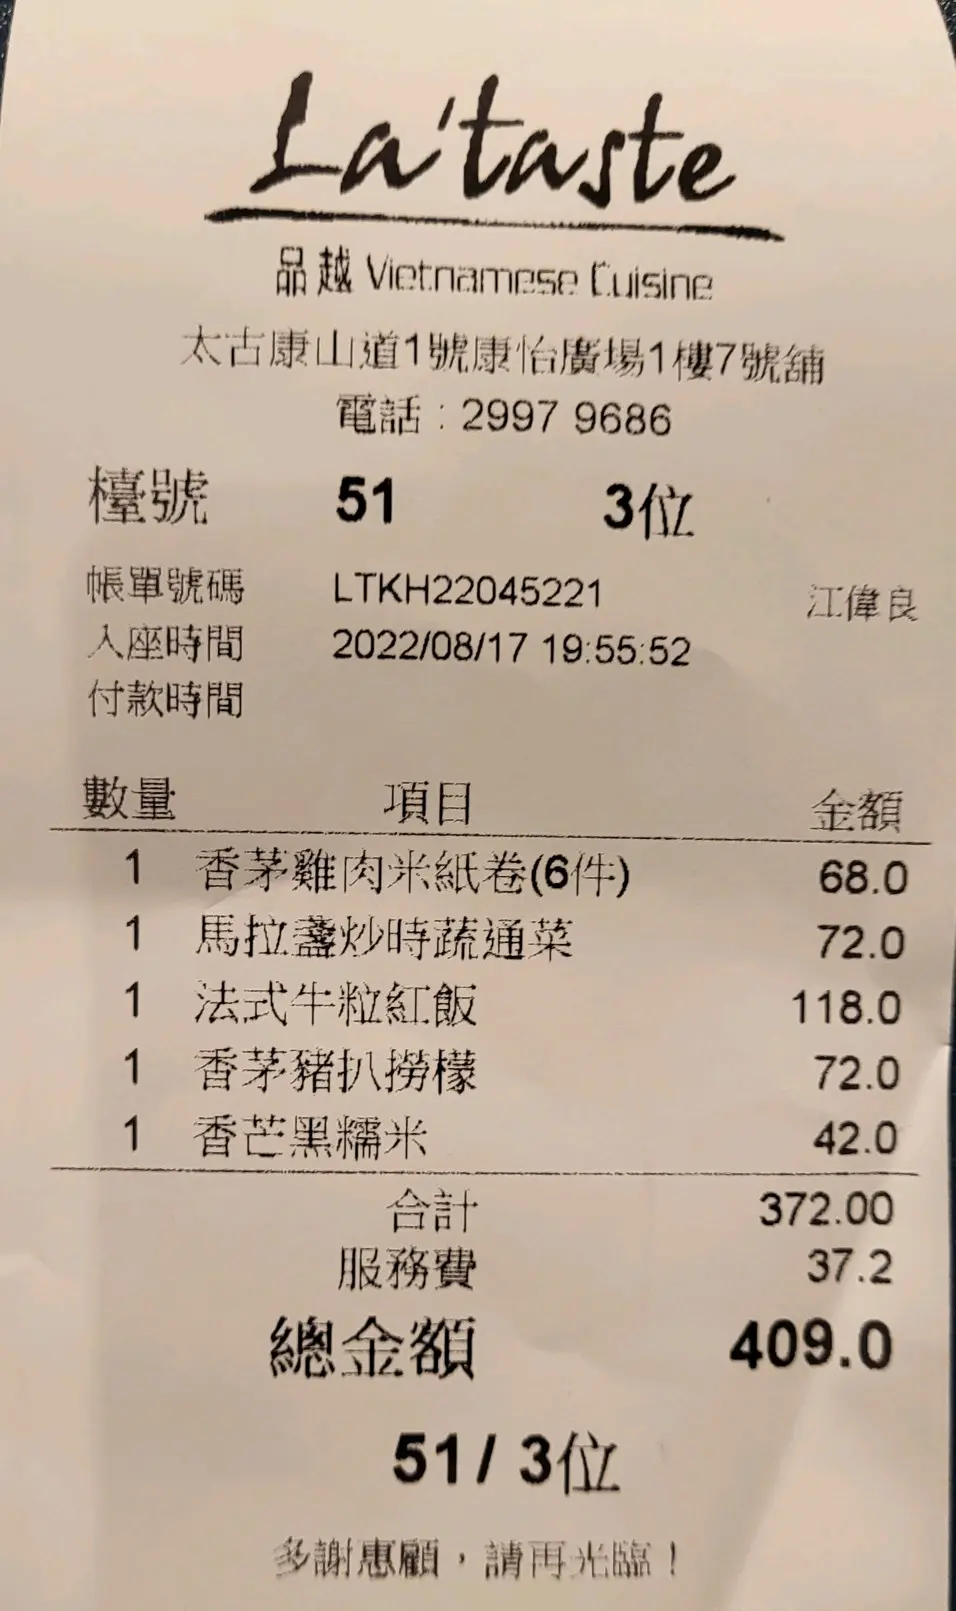 La'taste
品越 Vietnamese Cuisine
太古康山道1號康怡廣場1樓7號舖
電話：2997 9686
檯號 51 3位
帳單號碼 LTKH22045221 江偉良
入座時間 2022/08/17 19:55:52
付款時間
數量 項目 金額
1 香茅雞肉米紙卷(6件) 68.0
1 馬拉盞炒時蔬通菜 72.0
1 法式牛粒紅飯 118.0
1 香茅豬扒撈檬 72.0
1 香芒黑糯米 42.0
合計 372.00
服務費 37.2
總金額 409.0
51/ 3位
多謝惠顧，請再光臨！